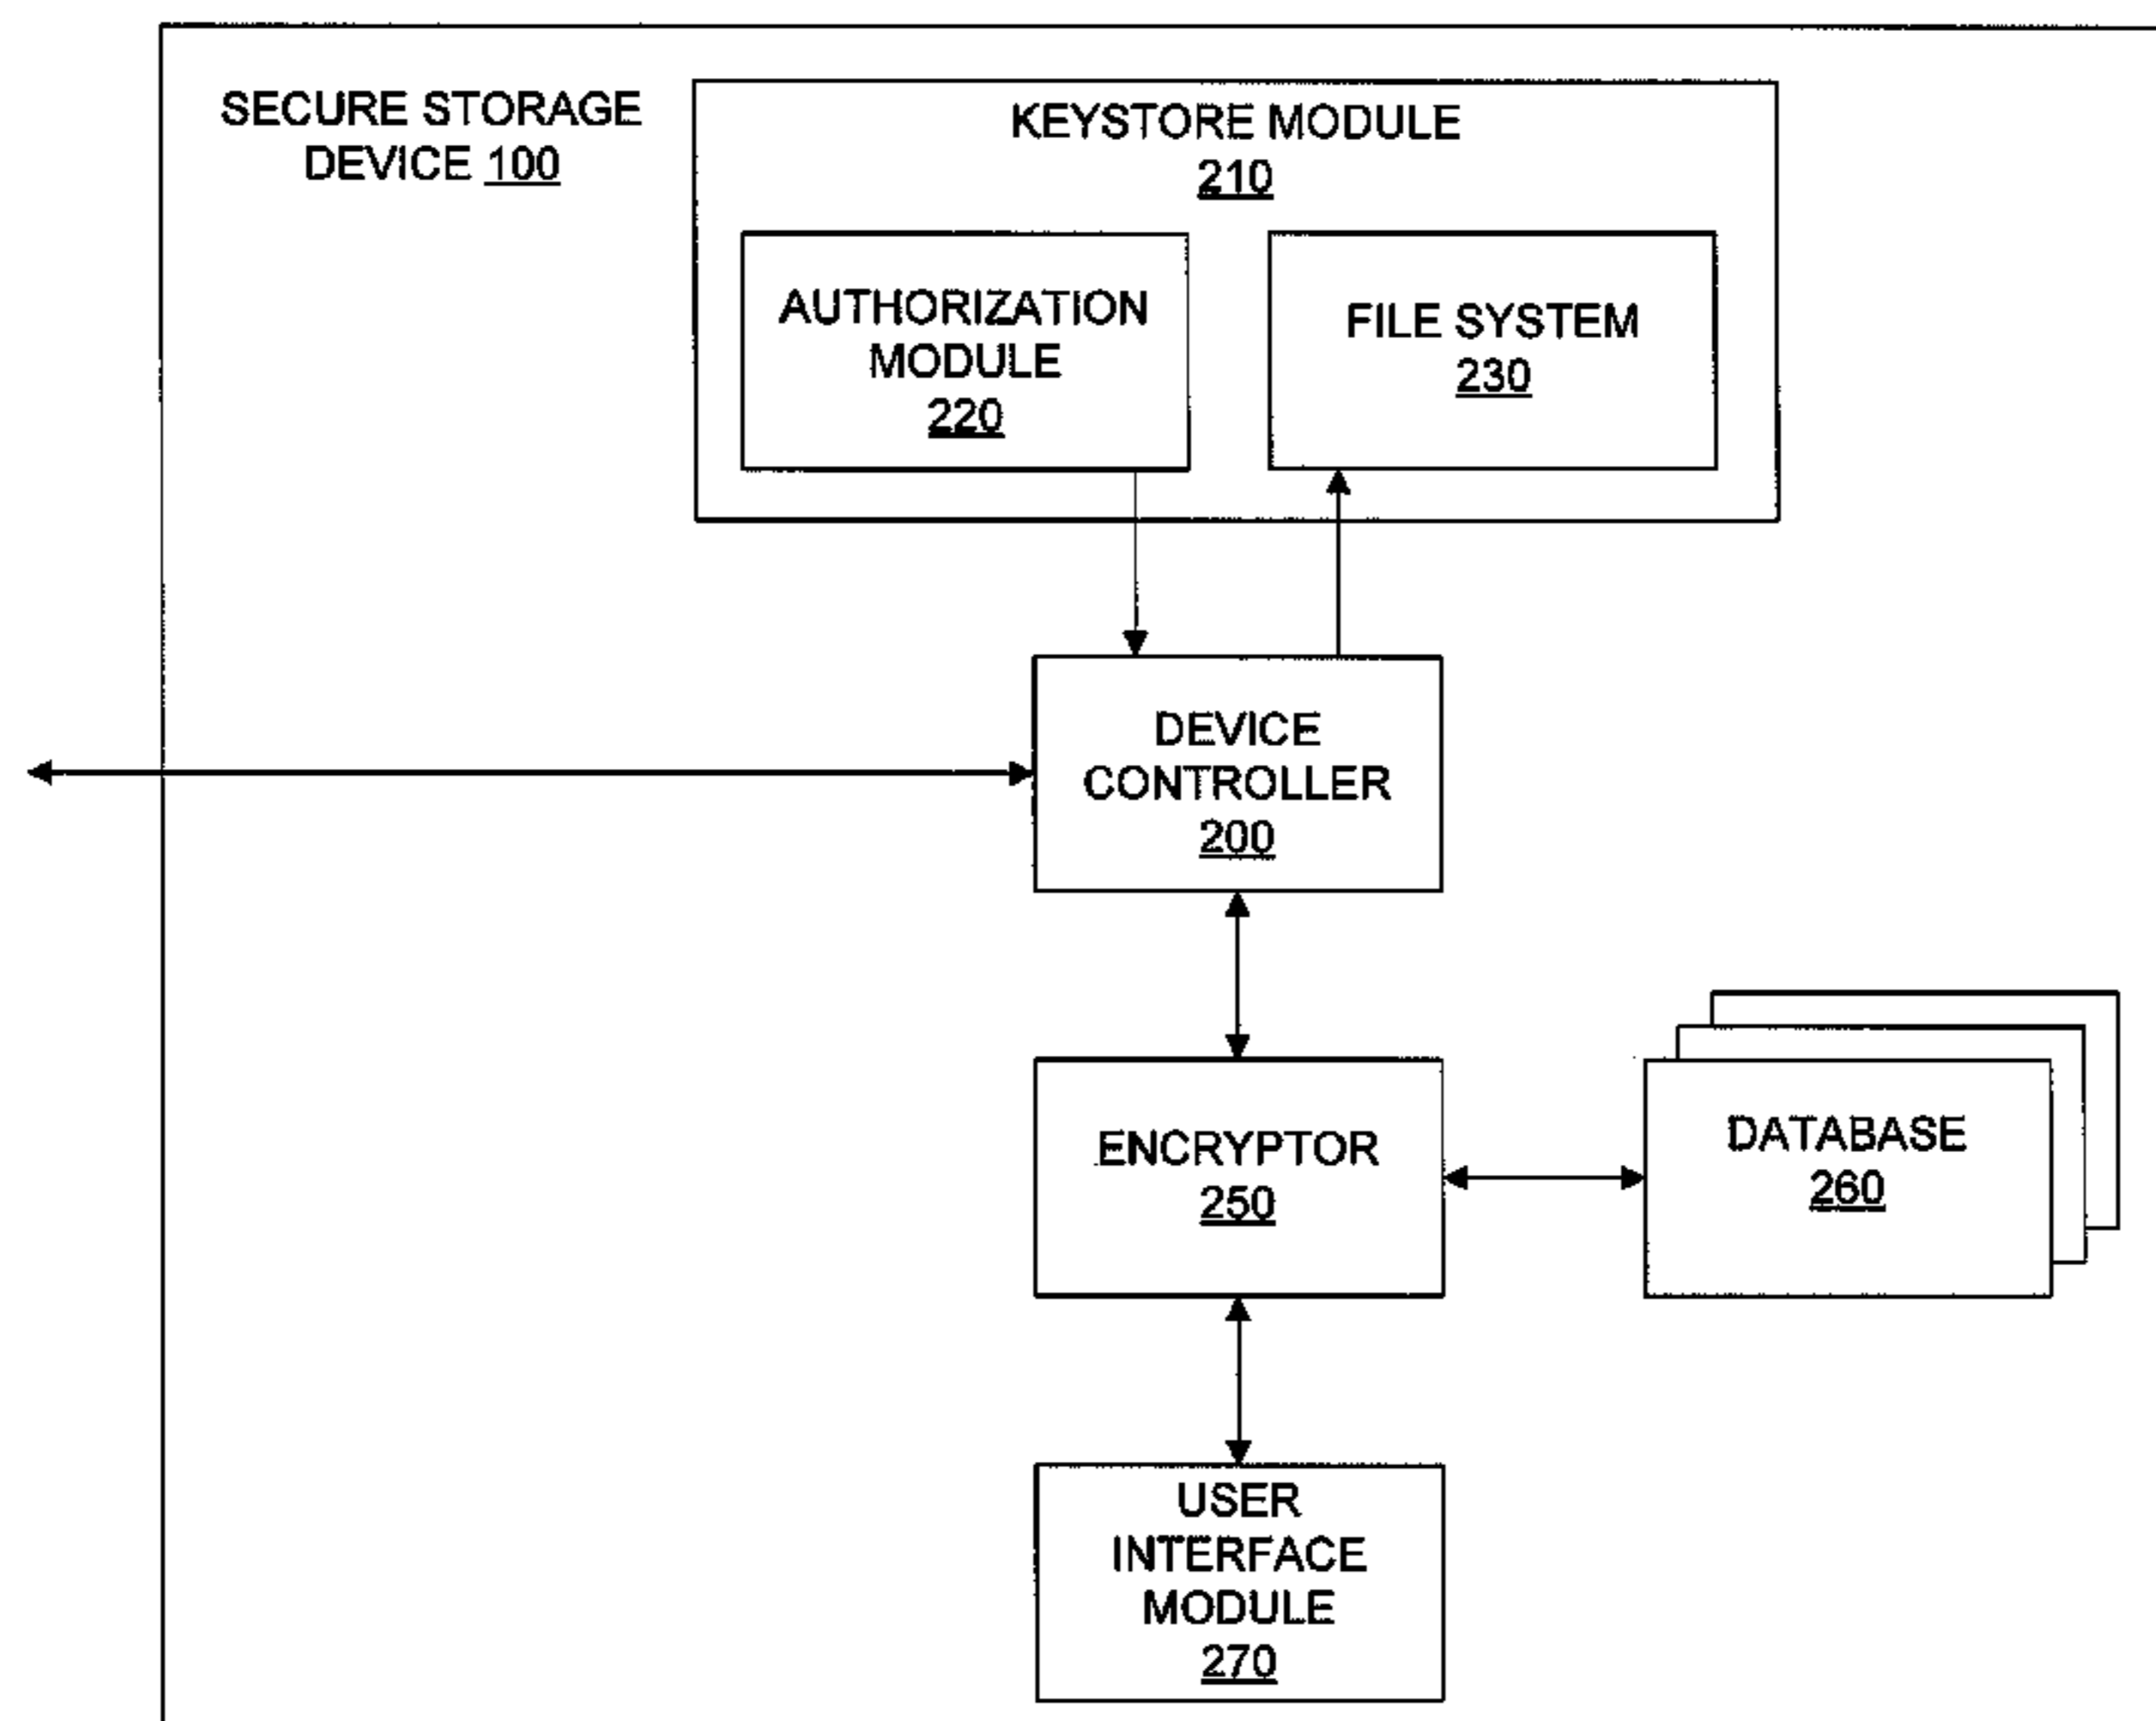 SECURE STORAGE
DEVICE 100
KEYSTORE MODULE
210
AUTHORIZATION
MODULE
220
FILE SYSTEM
230
DEVICE
CONTROLLER
200
ENCRYPTOR
250
DATABASE
260
USER
INTERFACE
MODULE
270